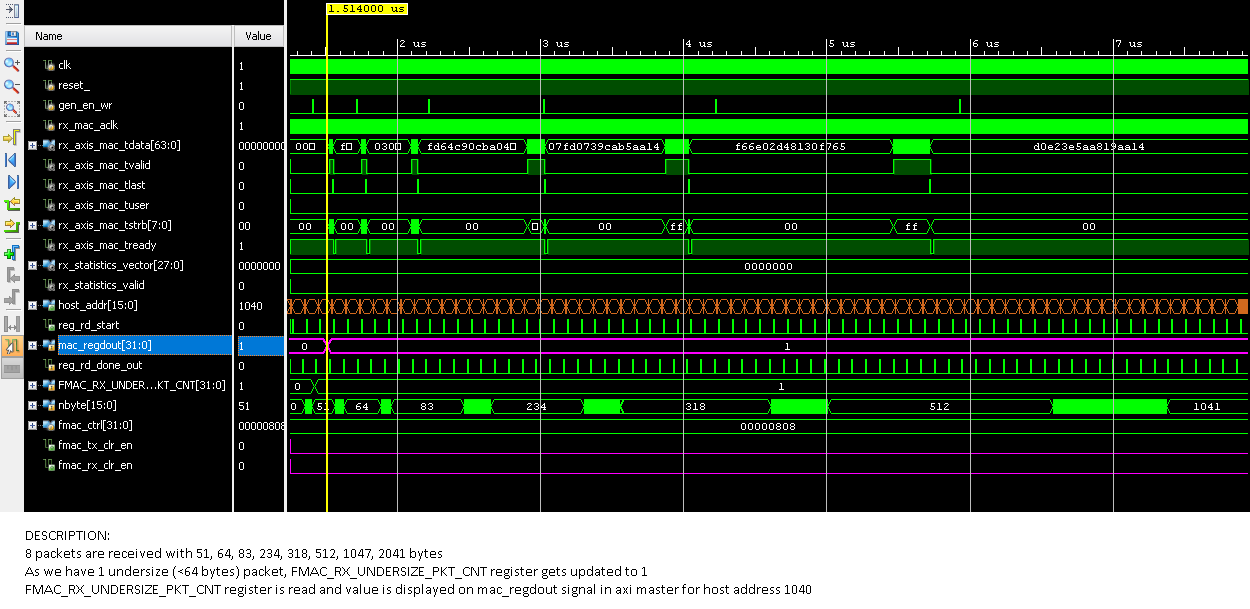 1.514000 us
Name Value
2 us 3 us 4 us 5 us 6 us 7 us
clk 1
reset_ 1
gen_en_wr 0
rx_mac_aclk 1
rx_axis_mac_tdata[63:0] 00000000 00 f 030 fd64c90cba04 07fd0739cab5aa14 f66e02d48130f765 d0e23e5aa819aa14
rx_axis_mac_tvalid 0
rx_axis_mac_tlast 0
rx_axis_mac_tuser 0
rx_axis_mac_tstrb[7:0] 00 00 00 00 00 00 ff 00 ff 00
rx_axis_mac_tready 1
rx_statistics_vector[27:0] 0000000 0000000
rx_statistics_valid 0
host_addr[15:0] 1040
reg_rd_start 0
mac_regdout[31:0] 1 0 1
reg_rd_done_out 0
FMAC_RX_UNDER...KT_CNT[31:0] 1 0 1
nbyte[15:0] 51 0 51 64 83 234 318 512 1041
fmac_ctrl[31:0] 00000808 00000808
fmac_tx_clr_en 0
fmac_rx_clr_en 0
DESCRIPTION:
8 packets are received with 51, 64, 83, 234, 318, 512, 1047, 2041 bytes
As we have 1 undersize (<64 bytes) packet, FMAC_RX_UNDERSIZE_PKT_CNT register gets updated to 1
FMAC_RX_UNDERSIZE_PKT_CNT register is read and value is displayed on mac_regdout signal in axi master for host address 1040